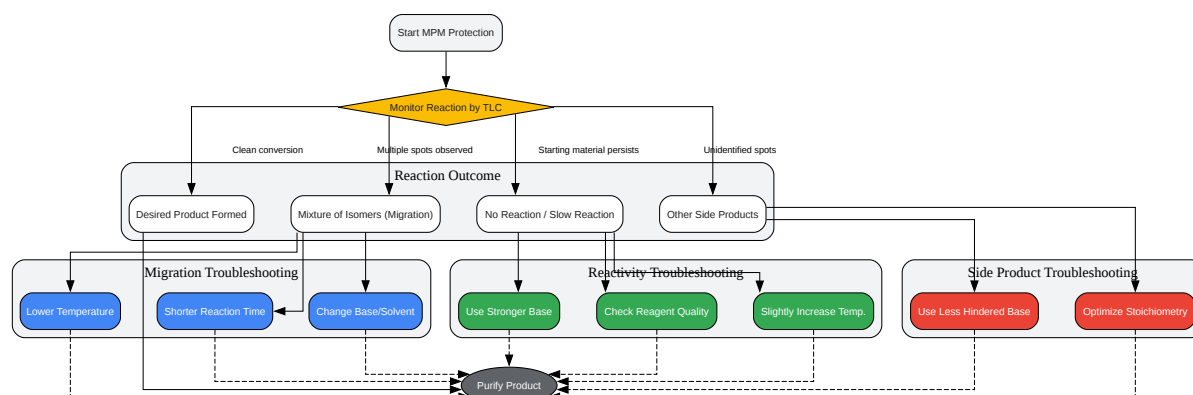 Start MPM Protection
Monitor Reaction by TLC
Clean conversion
Multiple spots observed
Starting material persists
Unidentified spots
Reaction Outcome
Desired Product Formed
Mixture of Isomers (Migration)
No Reaction / Slow Reaction
Other Side Products
Migration Troubleshooting
Reactivity Troubleshooting
Side Product Troubleshooting
Lower Temperature
Shorter Reaction Time
Change Base/Solvent
Use Stronger Base
Check Reagent Quality
Slightly Increase Temp.
Use Less Hindered Base
Optimize Stoichiometry
Purify Product